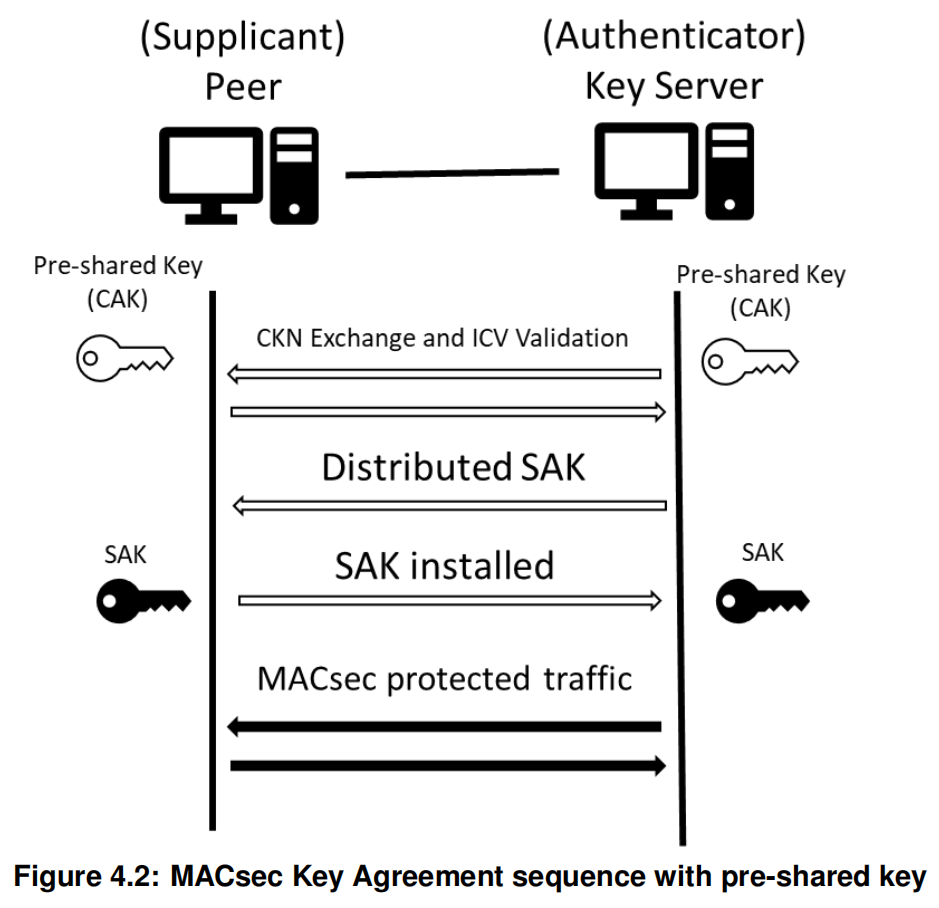 (Supplicant)
Peer
(Authenticator)
Key Server
Pre-shared Key
(CAK)
Pre-shared Key
(CAK)
CKN Exchange and ICV Validation
Distributed SAK
SAK
SAK installed
SAK
MACsec protected traffic
Figure 4.2: MACsec Key Agreement sequence with pre-shared key